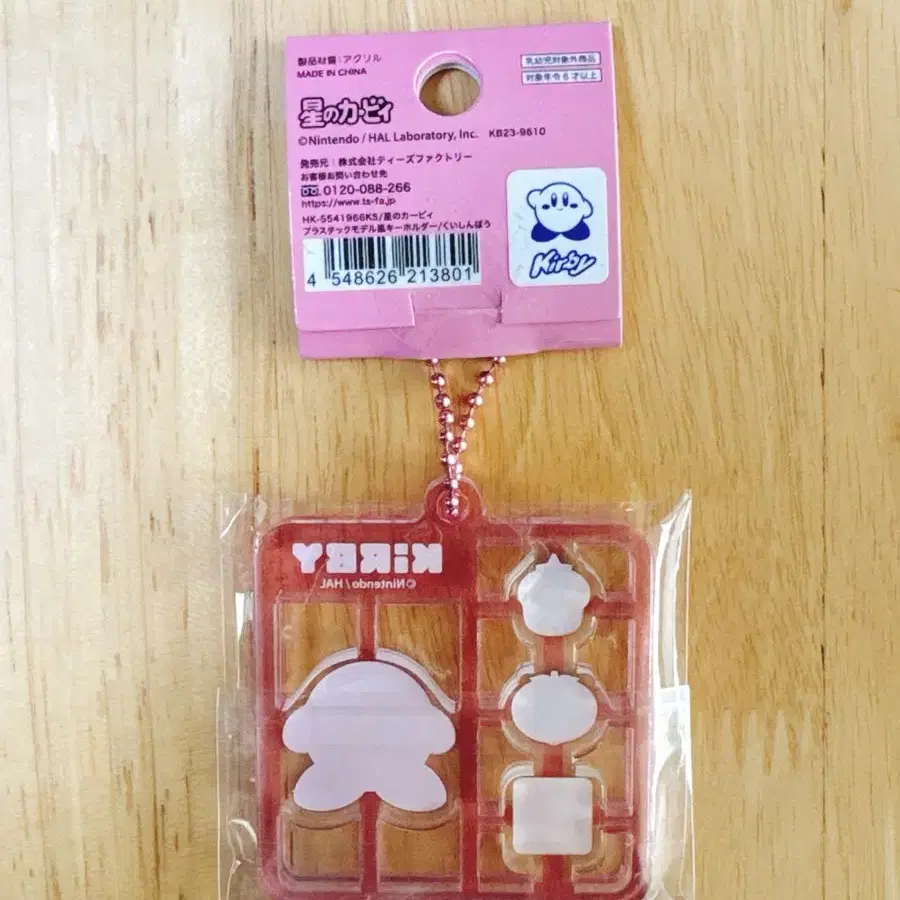 製品材質:アクリル
MADE IN CHINA
乳幼児対象外商品
対象年令6才以上
星のカービィ
©Nintendo / HAL Laboratory, Inc. KB23-9610
発売元:株式会社ティーズファクトリー
お客様お問い合わせ先
0120-088-266
https://www.ts-fa.jp
HK-5541966KS/星のカービィ
プラスチックモデル風キーホルダー/くいしんぼう
4 548626 213801
Kirby
KiRBY
©Nintendo / HAL